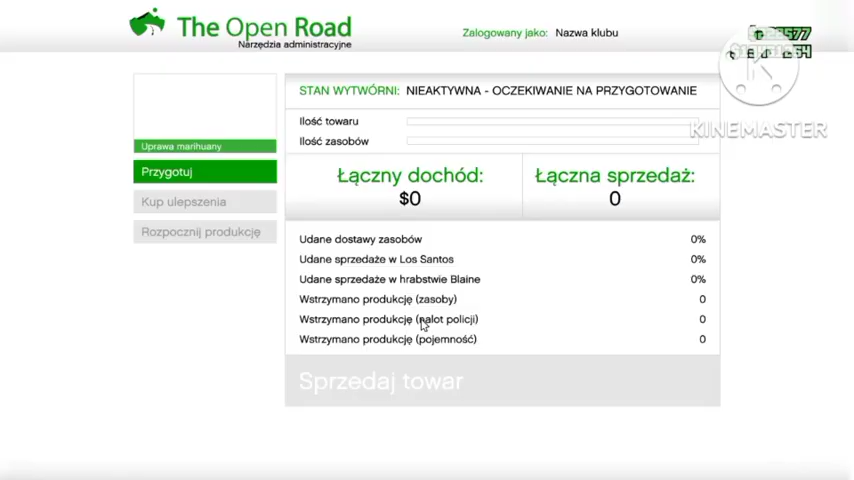 The Open Road
Narzędzia administracyjne
Zalogowany jako: Nazwa klubu
KINEMASTER
STAN WYTWÓRNI: NIEAKTYWNA - OCZEKIWANIE NA PRZYGOTOWANIE
Ilość towaru
Ilość zasobów
Uprawa marihuany
Przygotuj
Kup ulepszenia
Rozpocznij produkcję
Łączny dochód:
$0
Łączna sprzedaż:
0
Udane dostawy zasobów 0%
Udane sprzedaże w Los Santos 0%
Udane sprzedaże w hrabstwie Blaine 0%
Wstrzymano produkcję (zasoby) 0
Wstrzymano produkcję (nalot policji) 0
Wstrzymano produkcję (pojemność) 0
Sprzedaj towar